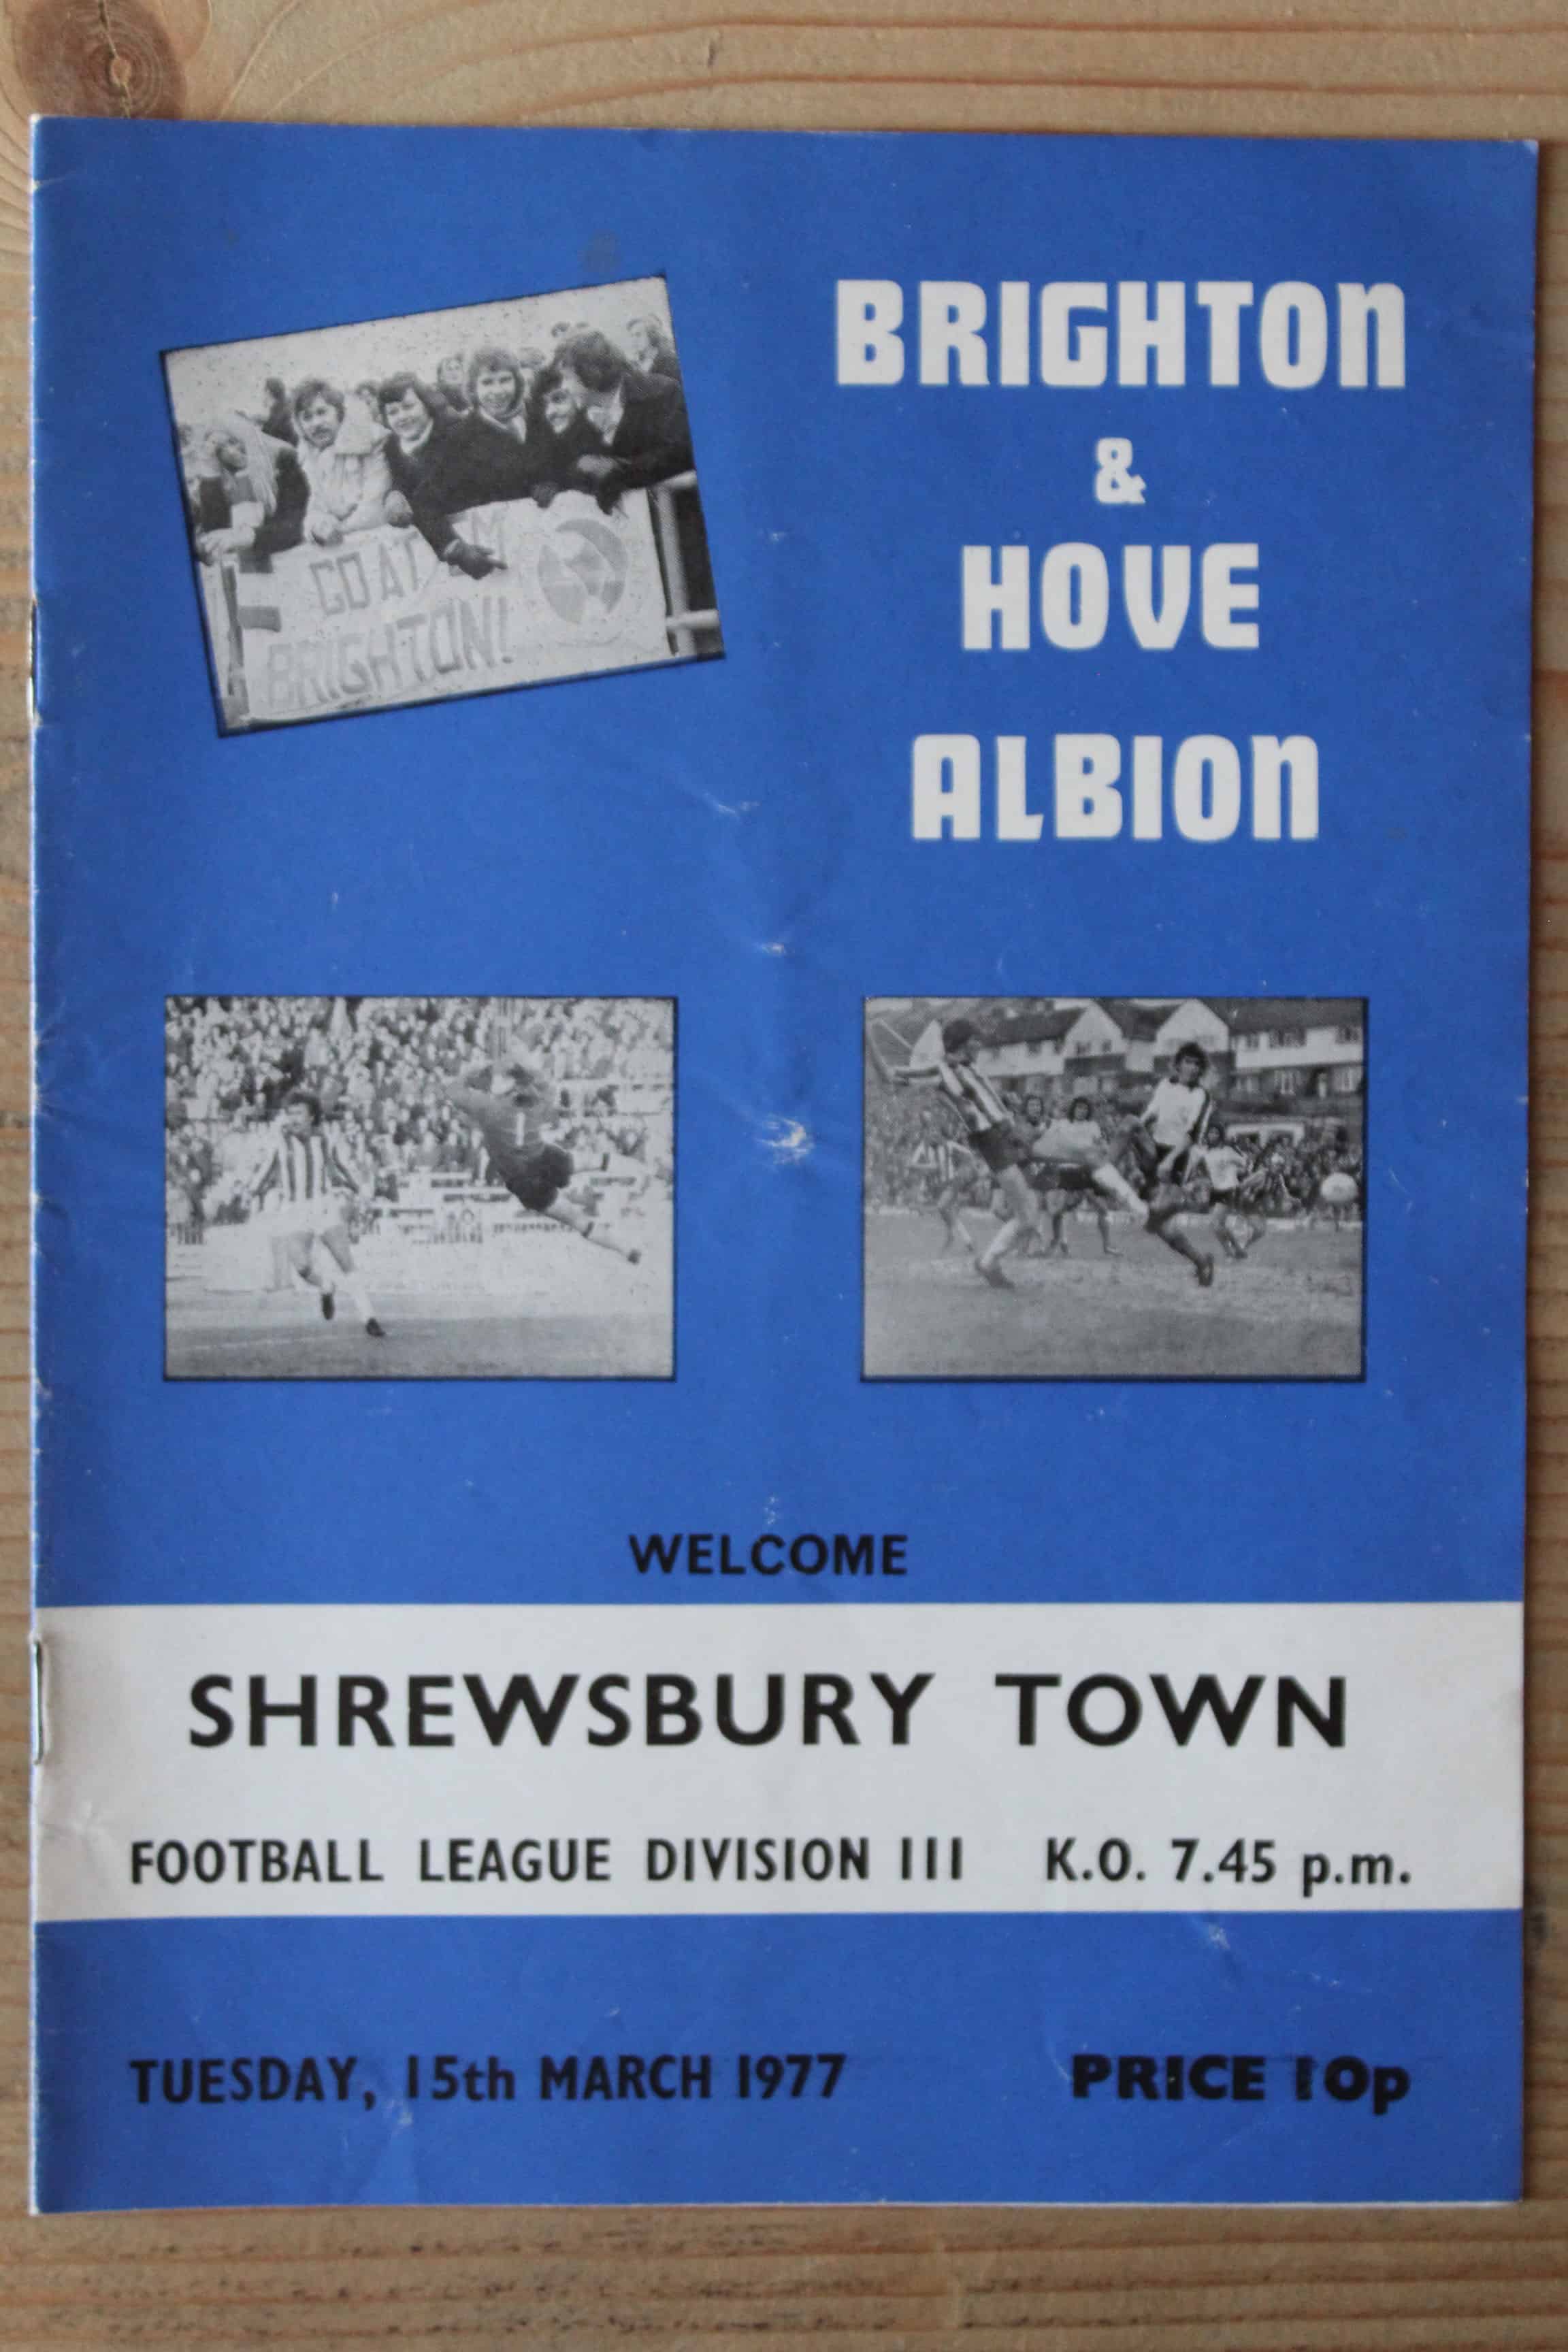 BRIGHTON
&
HOVE
ALBION
GO AT
BRIGHTON!
WELCOME
SHREWSBURY TOWN
FOOTBALL LEAGUE DIVISION III K.O. 7.45 p.m.
TUESDAY, 15th MARCH 1977 PRICE 10p